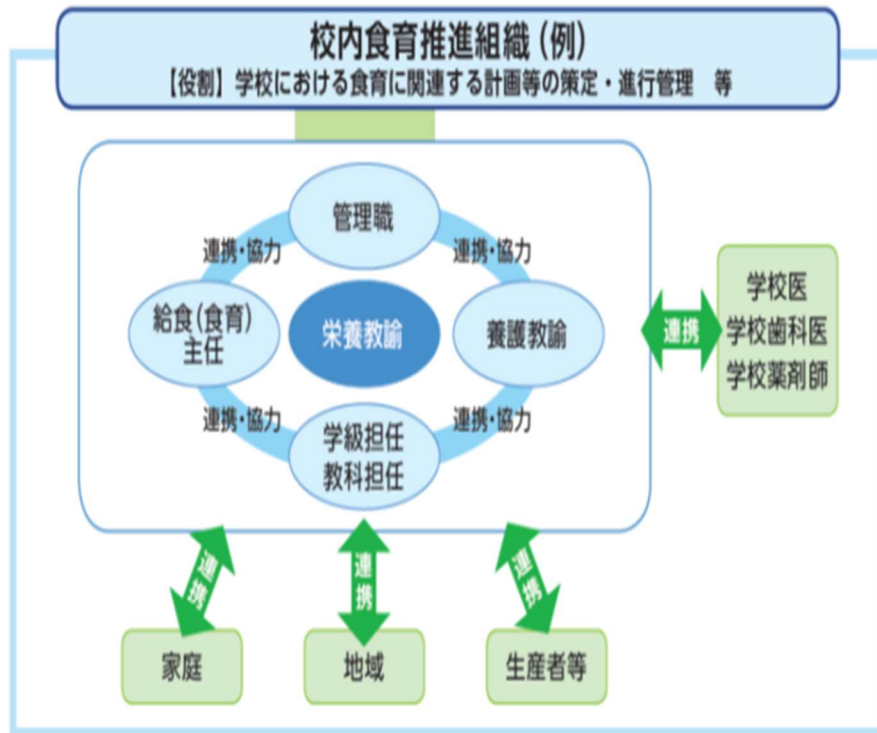 校内食育推進組織(例)
【役割】学校における食育に関連する計画等の策定・進行管理　等
管理職
連携・協力
連携・協力
給食(食育)
主任
栄養教諭
養護教諭
連携・協力
連携・協力
学級担任
教科担任
連携
学校医
学校歯科医
学校薬剤師
連携
連携
連携
家庭
地域
生産者等